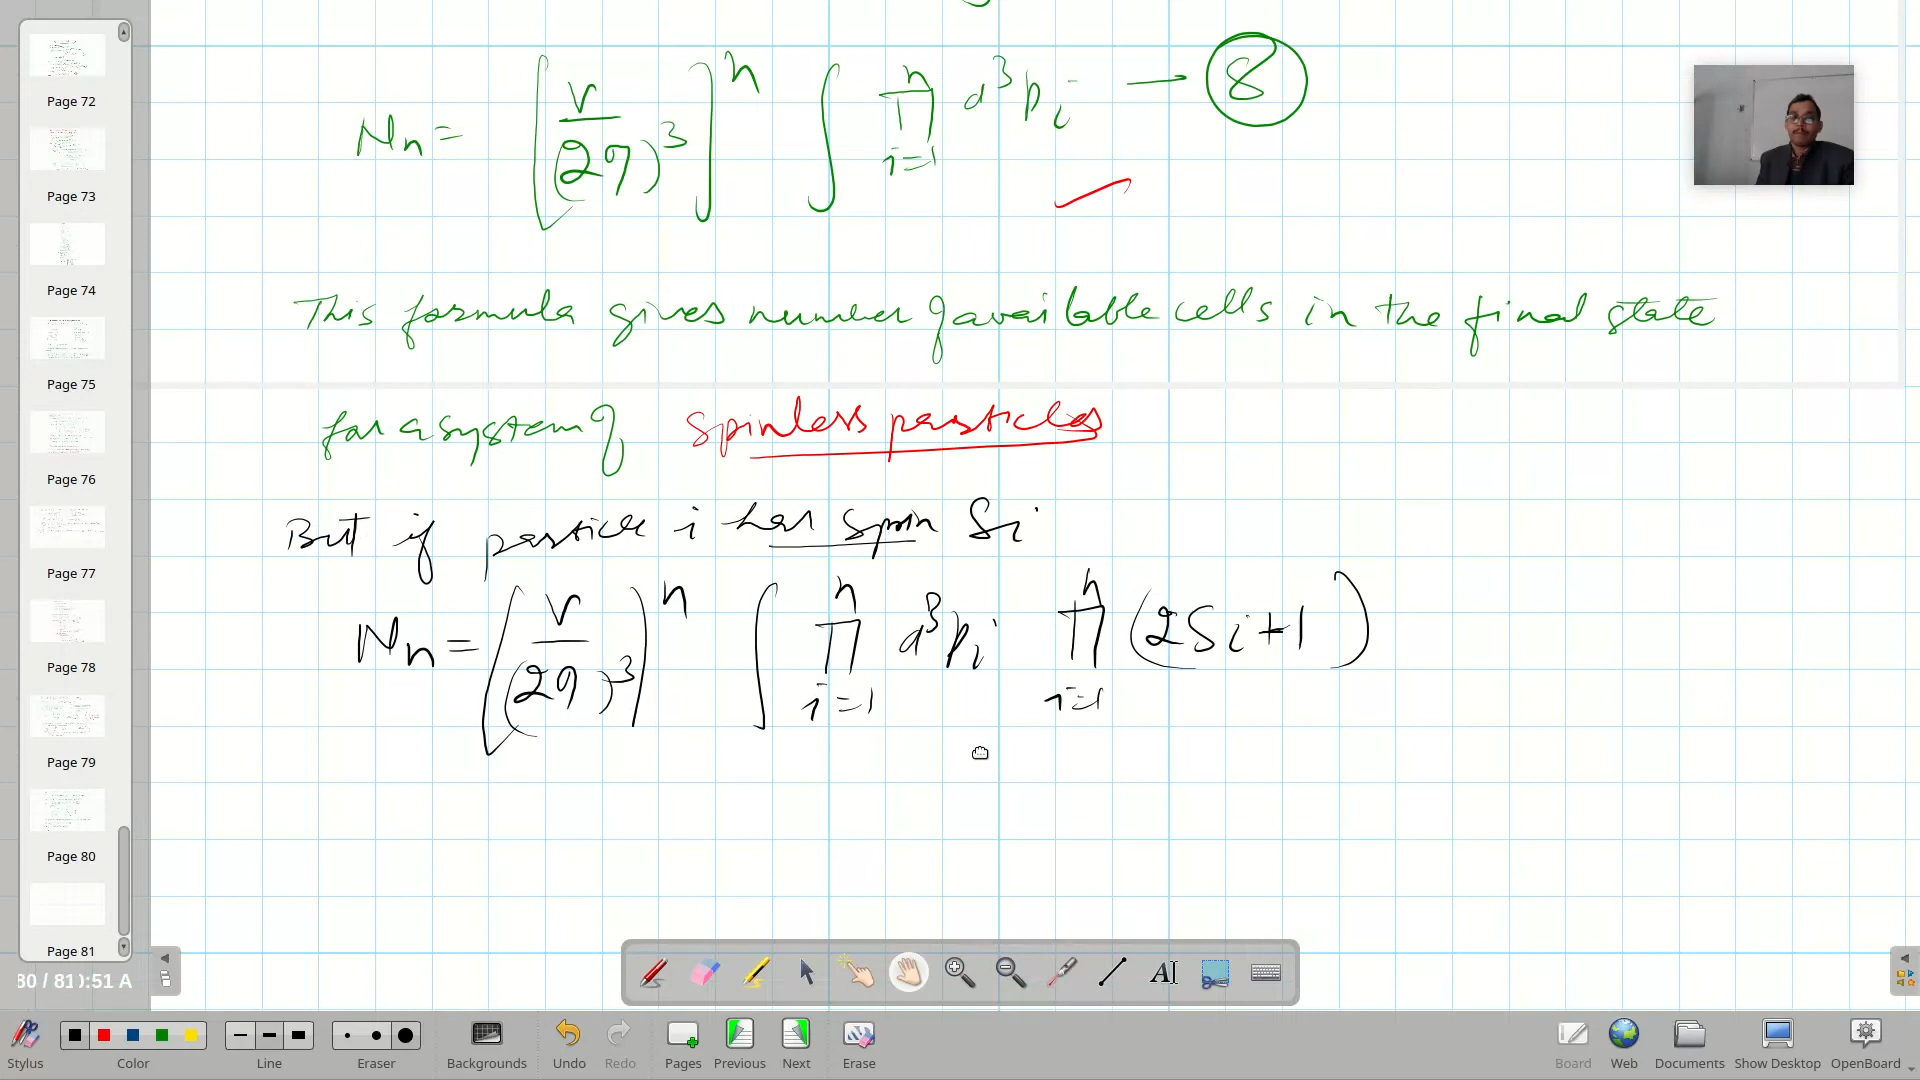 Nn = [V/(2π)^3]^n ∫ ∏_{i=1}^{n} d³pi — 8
This formula gives number of available cells in the final state
for a system of spinless particles
But if particle i has spin Si
Nn = (V/(2π)^3)^n ∫ ∏_{i=1}^{n} d³pi ∏_{i=1}^{n} (2Si+1)
Page 72
Page 73
Page 74
Page 75
Page 76
Page 77
Page 78
Page 79
Page 80
Page 81
Stylus
Color
Line
Eraser
Backgrounds
Undo
Redo
Pages
Previous
Next
Erase
Board
Web
Documents
Show Desktop
OpenBoard